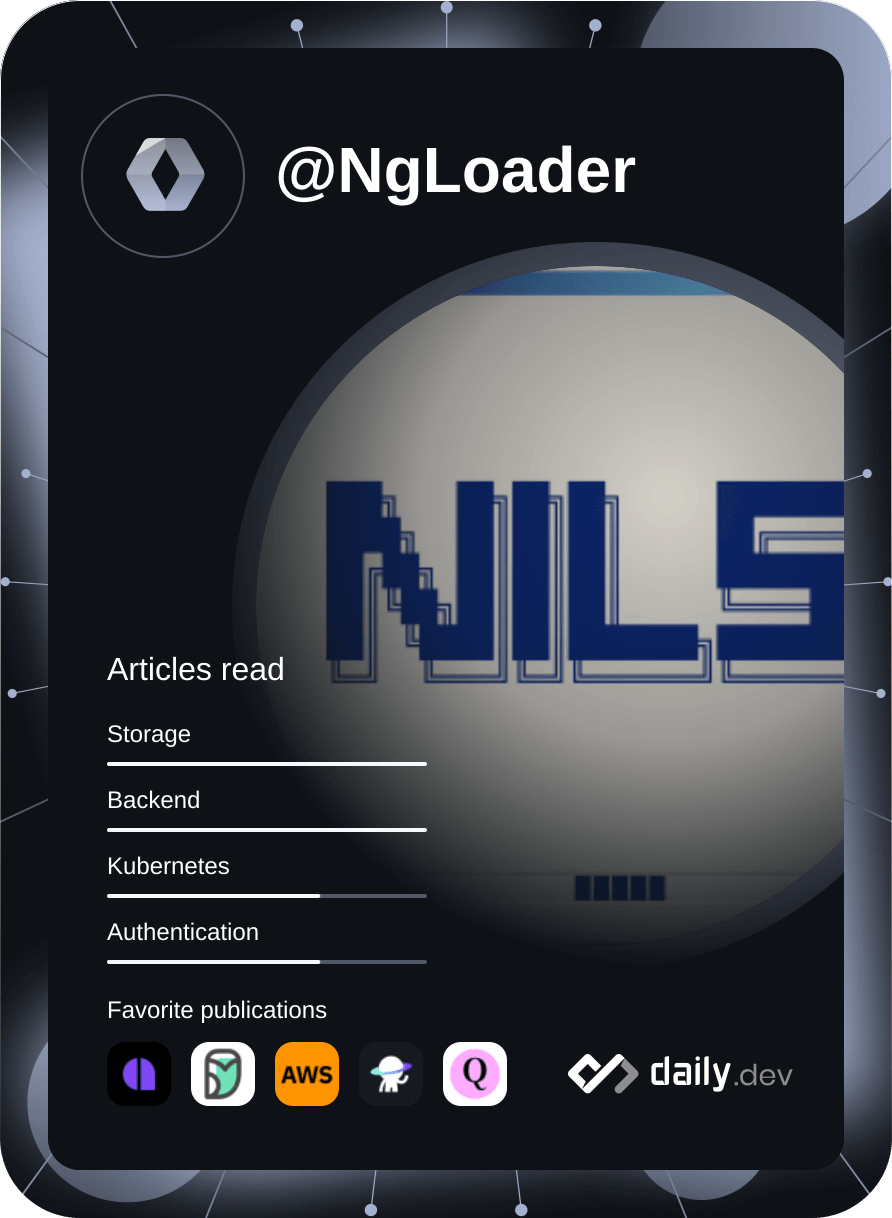 @NgLoader
NILS
Articles read
Storage
Backend
Kubernetes
Authentication
Favorite publications
AWS
Q
daily.dev